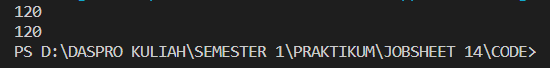 120
120
PS D:\DASPRO KULIAH\SEMESTER 1\PRAKTIKUM\JOBSHEET 14\CODE>